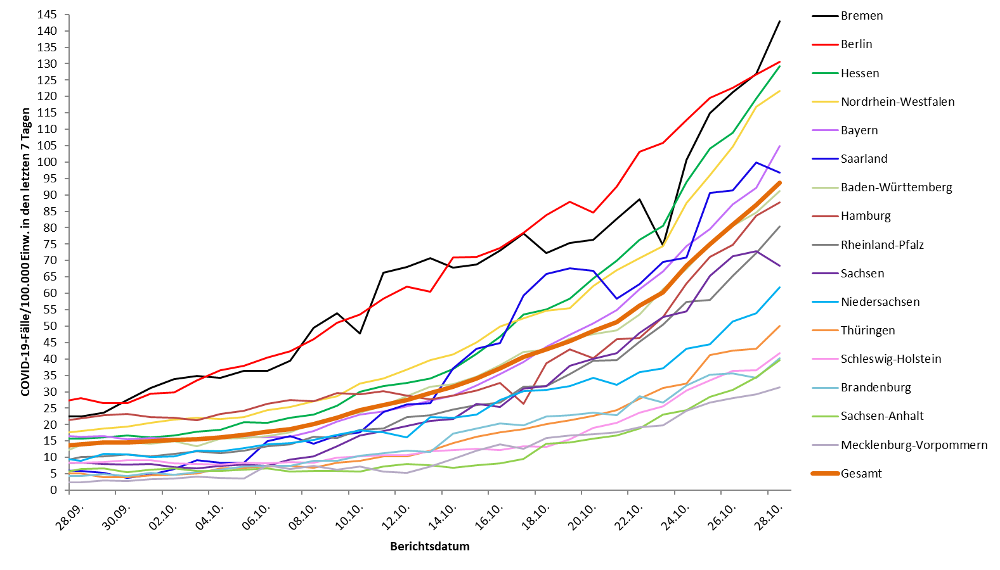 COVID-19-Fälle/100.000 Einw. in den letzten 7 Tagen
145
140
135
130
125
120
115
110
105
100
95
90
85
80
75
70
65
60
55
50
45
40
35
30
25
20
15
10
5
0
28.09.
30.09.
02.10.
04.10.
06.10.
08.10.
10.10.
12.10.
14.10.
16.10.
18.10.
20.10.
22.10.
24.10.
26.10.
28.10.
Berichtsdatum
Bremen
Berlin
Hessen
Nordrhein-Westfalen
Bayern
Saarland
Baden-Württemberg
Hamburg
Rheinland-Pfalz
Sachsen
Niedersachsen
Thüringen
Schleswig-Holstein
Brandenburg
Sachsen-Anhalt
Mecklenburg-Vorpommern
Gesamt